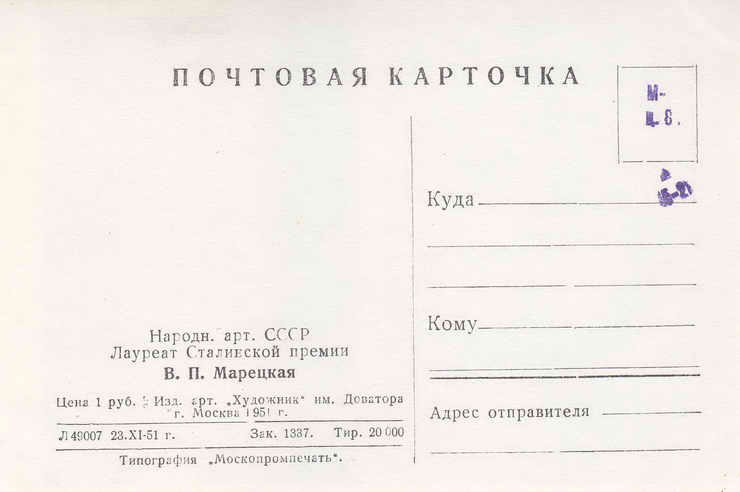 ПОЧТОВАЯ КАРТОЧКА
М-
ц. 8.
Куда
Кому
Адрес отправителя
Народн. арт. СССР
Лауреат Сталинской премии
В. П. Марецкая
Цена 1 руб. Изд. арт. „Художник“ им. Доватора
г. Москва 1951 г.
Л 49007 23.XI-51 г. Зак. 1337. Тир. 20 000
Типография „Москопромпечать“.